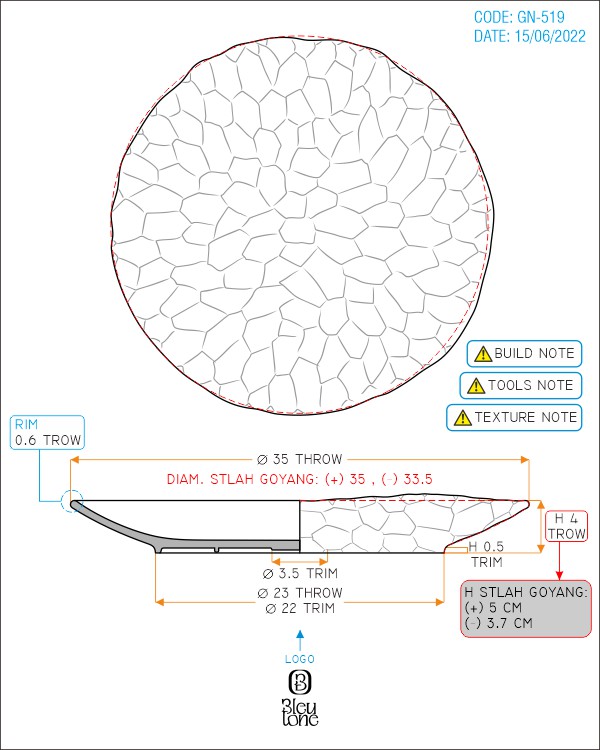 CODE: GN-519
DATE: 15/06/2022
BUILD NOTE
TOOLS NOTE
TEXTURE NOTE
RIM
0.6 TROW
Ø 35 THROW
DIAM. STLAH GOYANG: (+) 35 , (-) 33.5
H 4
TROW
H 0.5
TRIM
Ø 3.5 TRIM
Ø 23 THROW
Ø 22 TRIM
H STLAH GOYANG:
(+) 5 CM
(-) 3.7 CM
LOGO
Bleu
tone